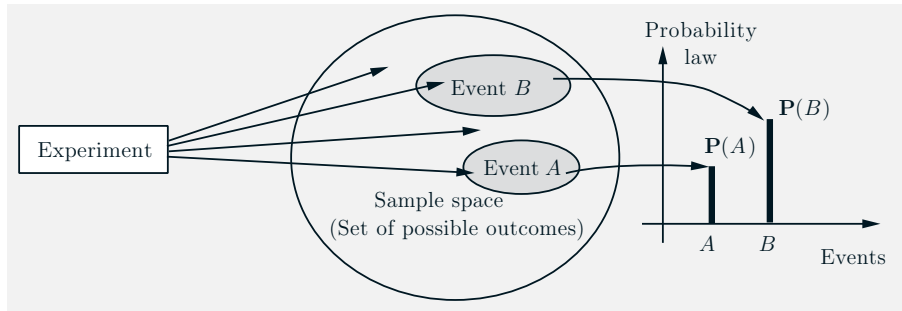 Experiment
Event B
Event A
Sample space
(Set of possible outcomes)
Probability
law
P(B)
P(A)
A
B
Events